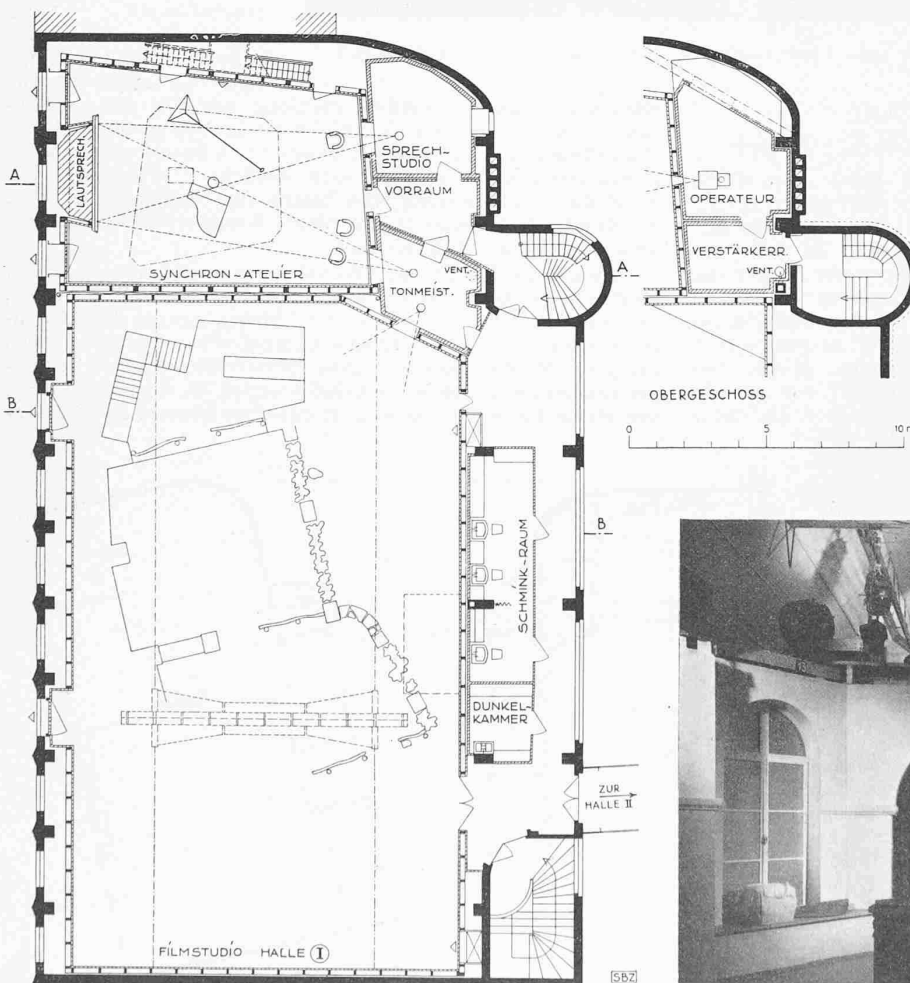 A
LAUTSPRECH.
SPRECH-
STUDIO
VORRAUM
SYNCHRON-ATELIER
TONMEIST.
VENT.
A
OPERATEUR
VERSTÄRKERR.
VENT.
OBERGESCHOSS
0 5 10 m
B
B
SCHMINK-RAUM
DUNKEL-
KAMMER
ZUR
HALLE II
FILMSTUDIO HALLE I
SBZ